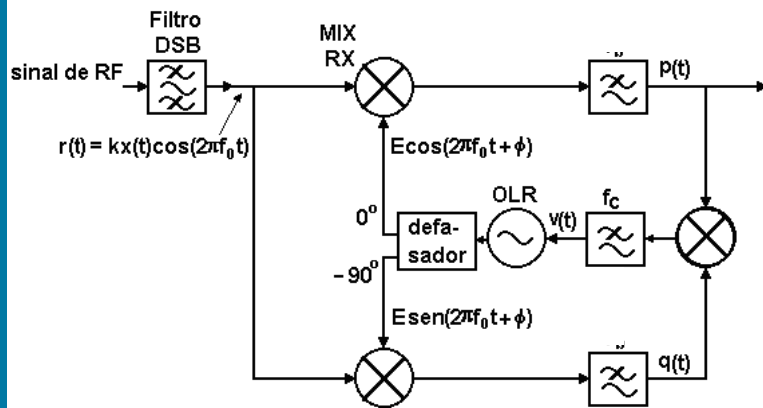 Filtro
DSB
sinal de RF
MIX
RX
p(t)
r(t) = kx(t)cos(2πf₀t)
Ecos(2πf₀t+ϕ)
0°
OLR
v(t)
f_C
defa-
sador
−90°
Esen(2πf₀t+ϕ)
q(t)